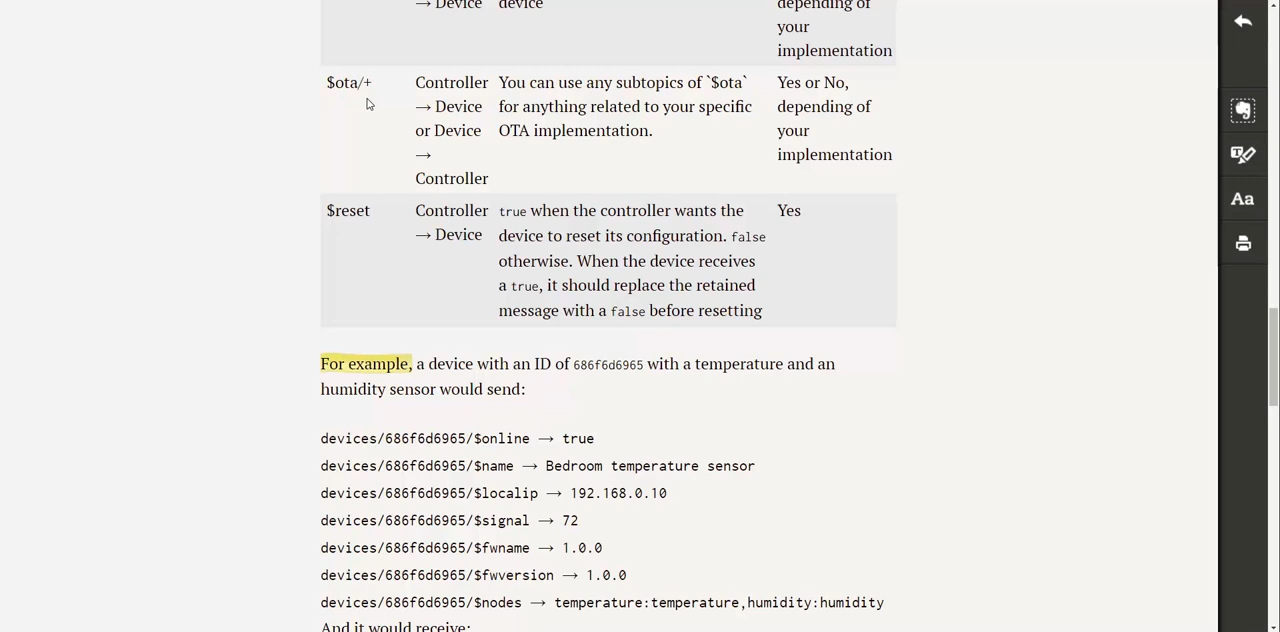 → Device
device
depending of
your
implementation
$ota/+
Controller
→ Device
or Device
→
Controller
You can use any subtopics of `$ota`
for anything related to your specific
OTA implementation.
Yes or No,
depending of
your
implementation
$reset
Controller
→ Device
true when the controller wants the
device to reset its configuration. false
otherwise. When the device receives
a true, it should replace the retained
message with a false before resetting
Yes
For example, a device with an ID of 686f6d6965 with a temperature and an
humidity sensor would send:
devices/686f6d6965/$online → true
devices/686f6d6965/$name → Bedroom temperature sensor
devices/686f6d6965/$localip → 192.168.0.10
devices/686f6d6965/$signal → 72
devices/686f6d6965/$fwname → 1.0.0
devices/686f6d6965/$fwversion → 1.0.0
devices/686f6d6965/$nodes → temperature:temperature,humidity:humidity
And it would receive:
T
Aa